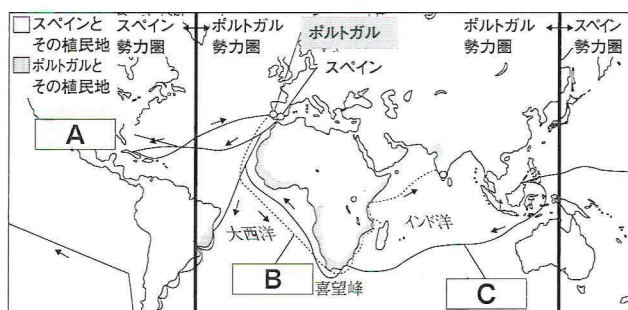 スペインと
その植民地
ポルトガルと
その植民地
スペイン
勢力圏
ポルトガル
勢力圏
ポルトガル
スペイン
ポルトガル
勢力圏
スペイン
勢力圏
A
大西洋
インド洋
B
C
喜望峰